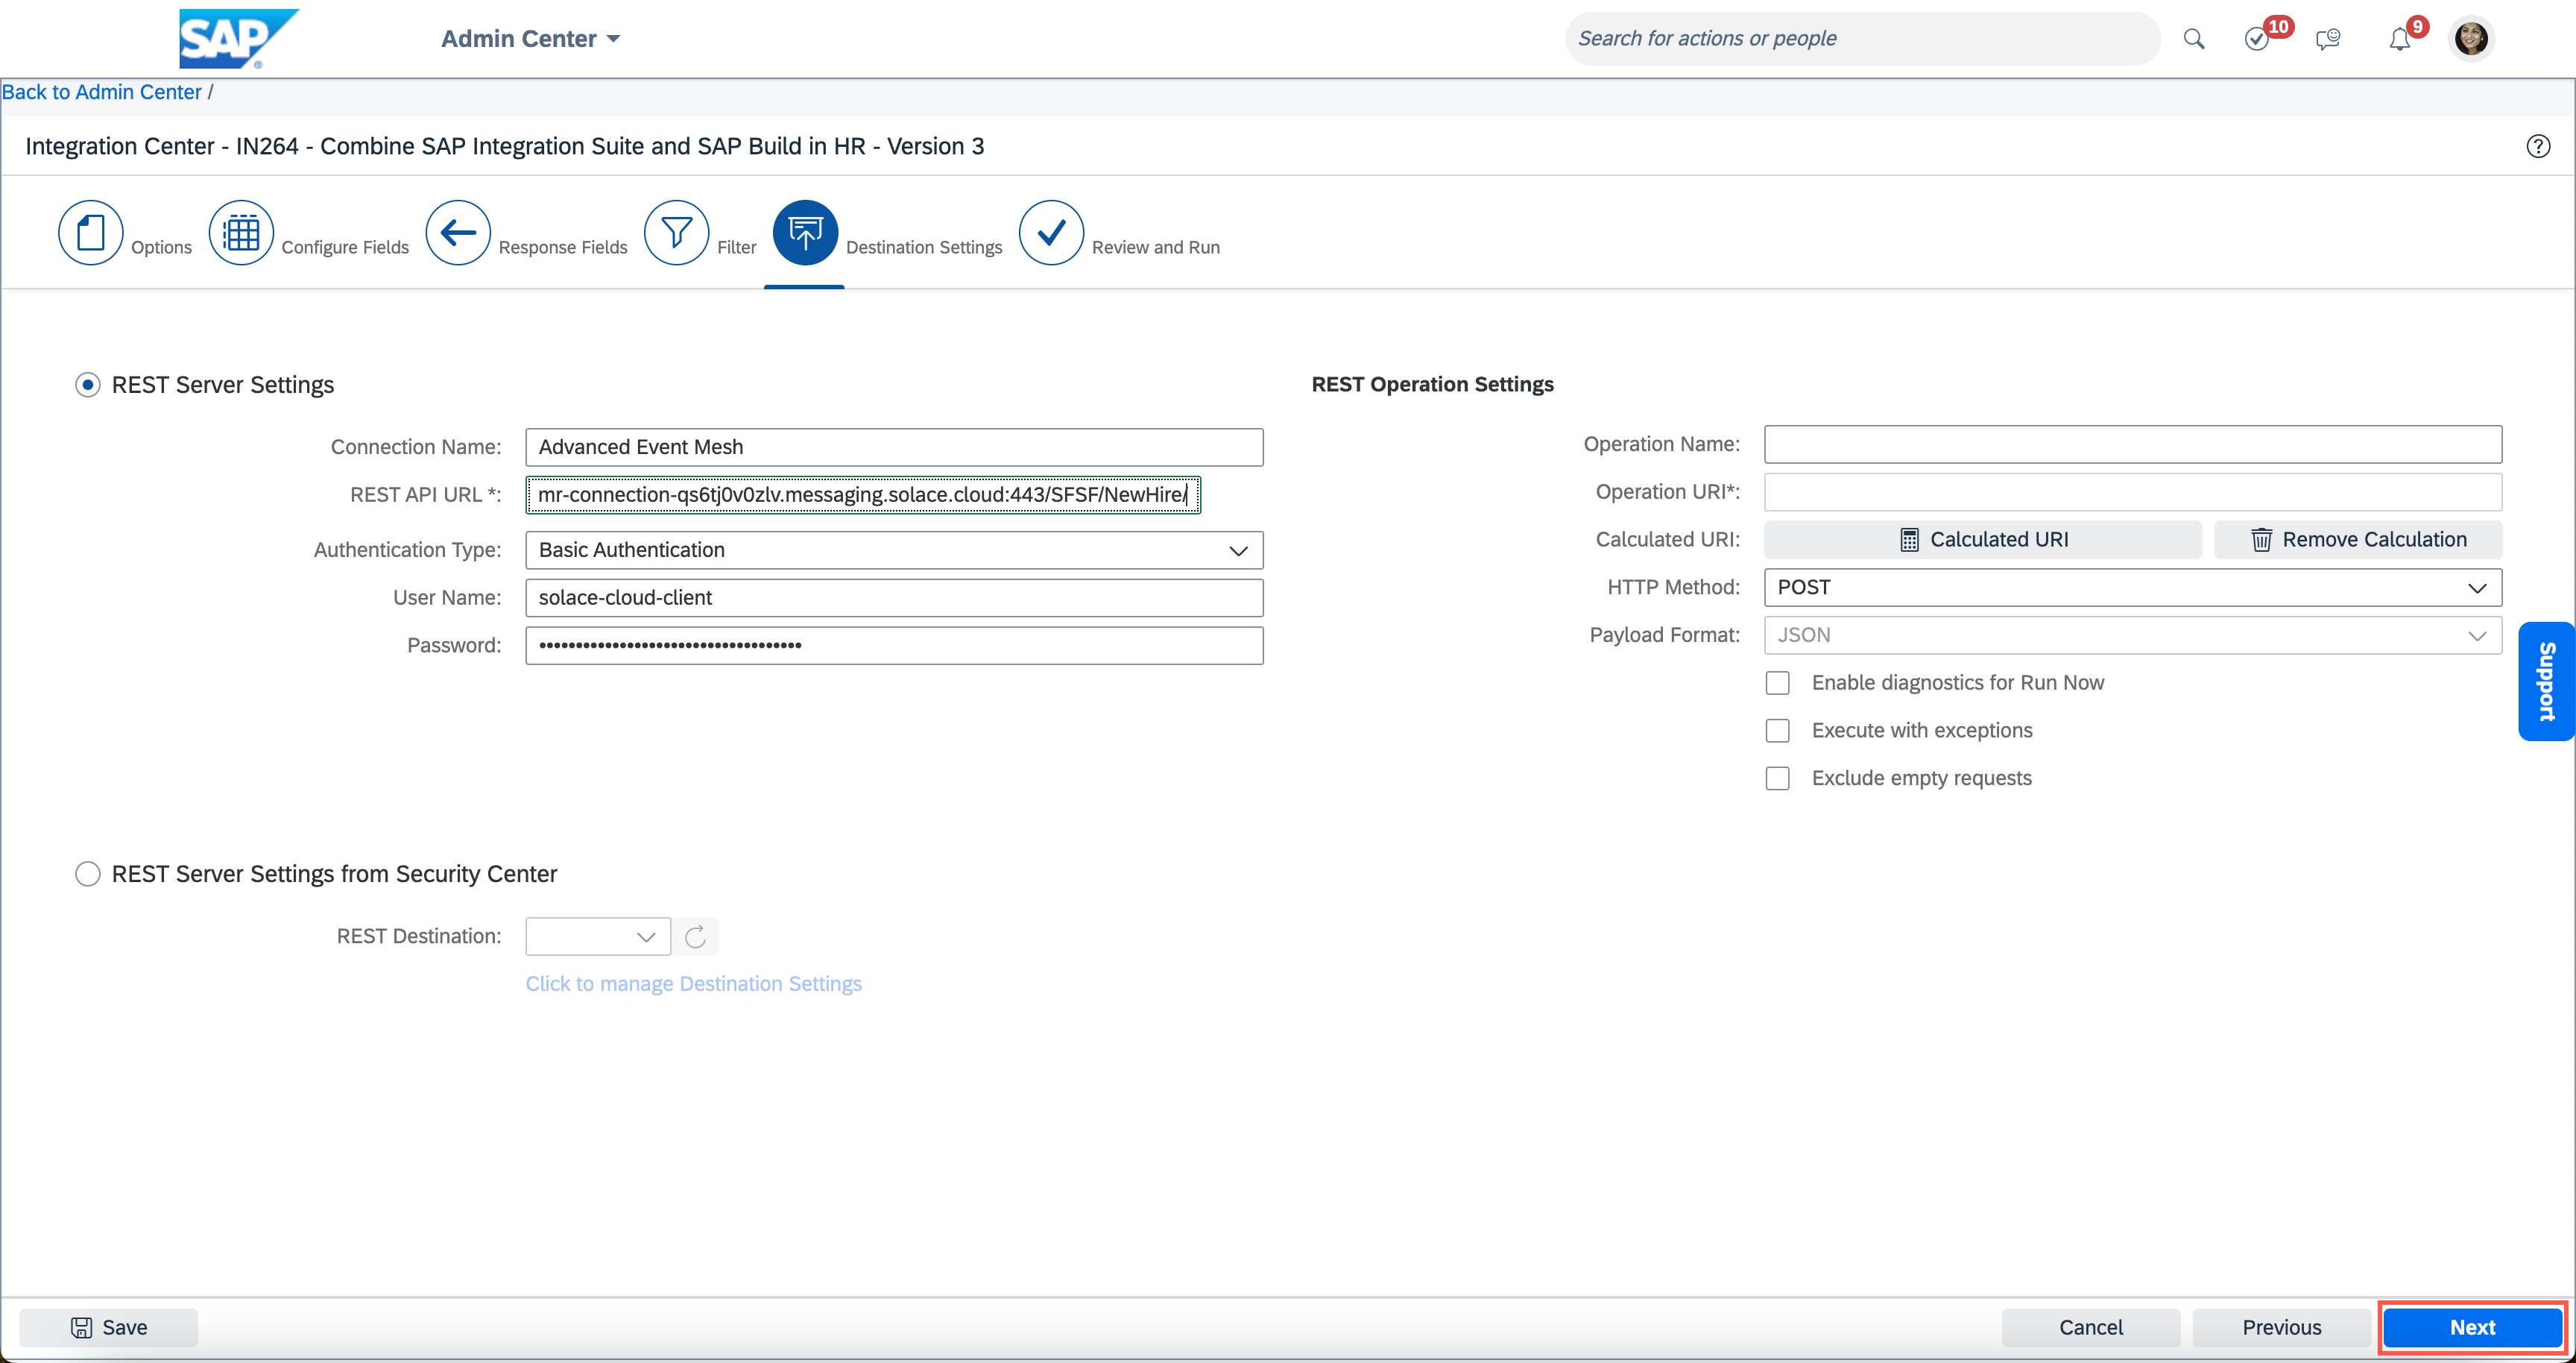 SAP
Admin Center
Search for actions or people
10
9
Back to Admin Center /
Integration Center - IN264 - Combine SAP Integration Suite and SAP Build in HR - Version 3
Options
Configure Fields
Response Fields
Filter
Destination Settings
Review and Run
REST Server Settings
Connection Name: Advanced Event Mesh
REST API URL *: mr-connection-qs6tj0v0zlv.messaging.solace.cloud:443/SFSF/NewHire/
Authentication Type: Basic Authentication
User Name: solace-cloud-client
Password: ••••••••••••••••••••••••••••••••••••
REST Operation Settings
Operation Name:
Operation URI*:
Calculated URI: Calculated URI Remove Calculation
HTTP Method: POST
Payload Format: JSON
Enable diagnostics for Run Now
Execute with exceptions
Exclude empty requests
Support
REST Server Settings from Security Center
REST Destination:
Click to manage Destination Settings
Save
Cancel
Previous
Next